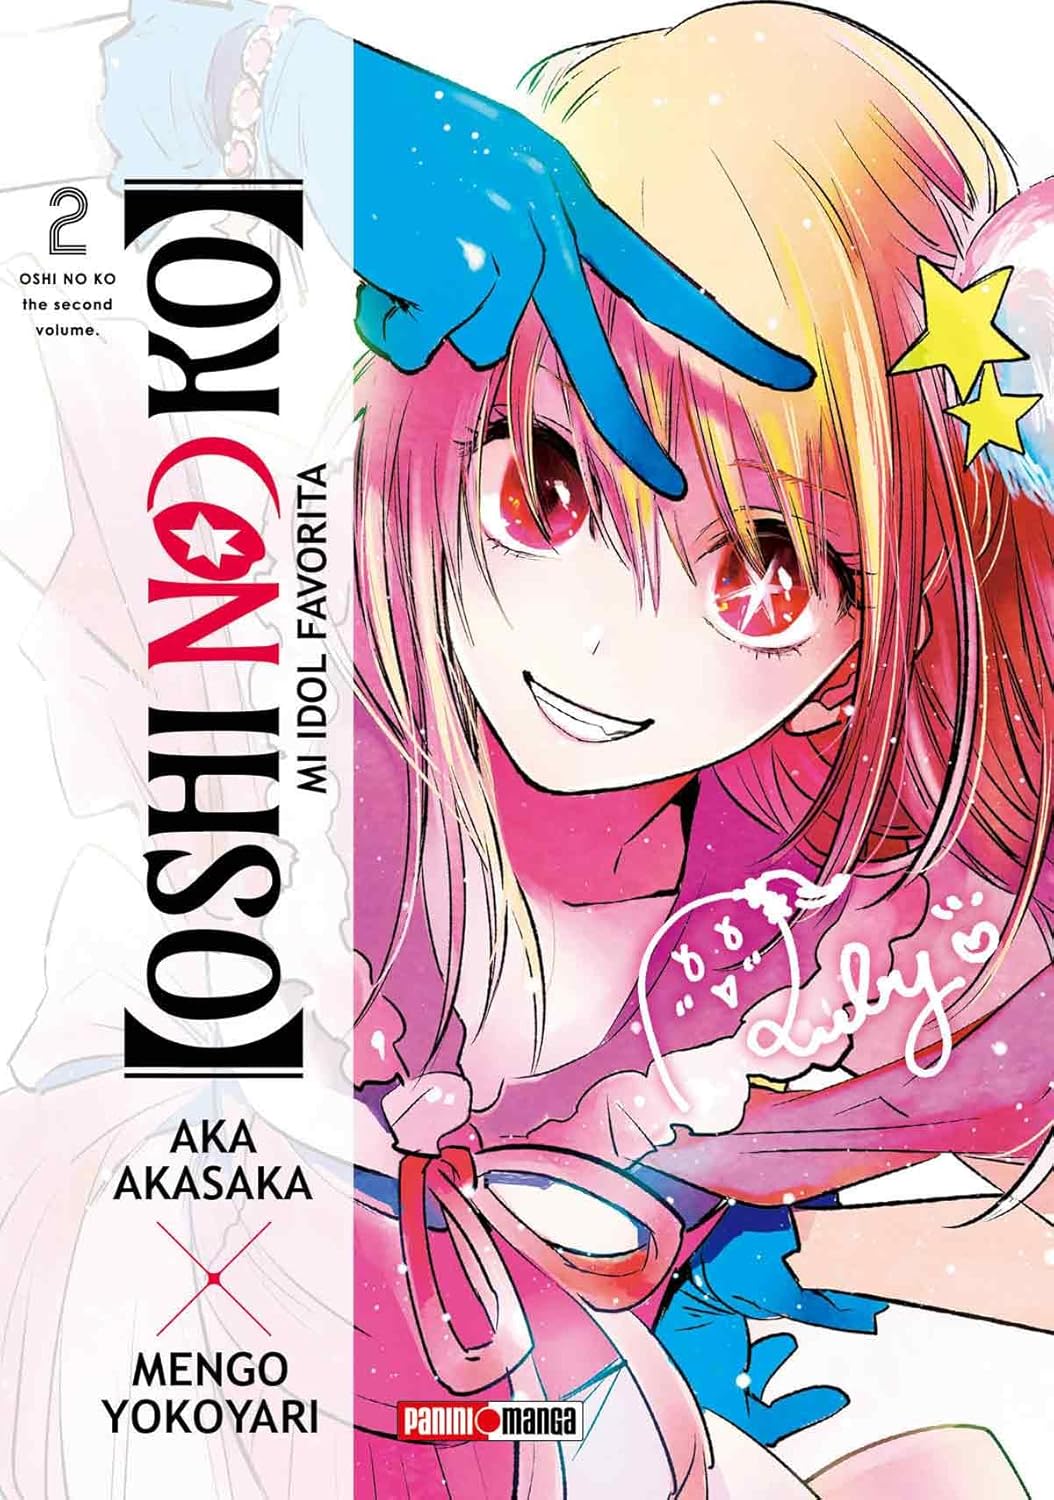 2
OSHI NO KO
the second
volume.
【OSHI NO KO】
MI IDOL FAVORITA
AKA
AKASAKA
×
MENGO
YOKOYARI
Ruby
PANINI manga